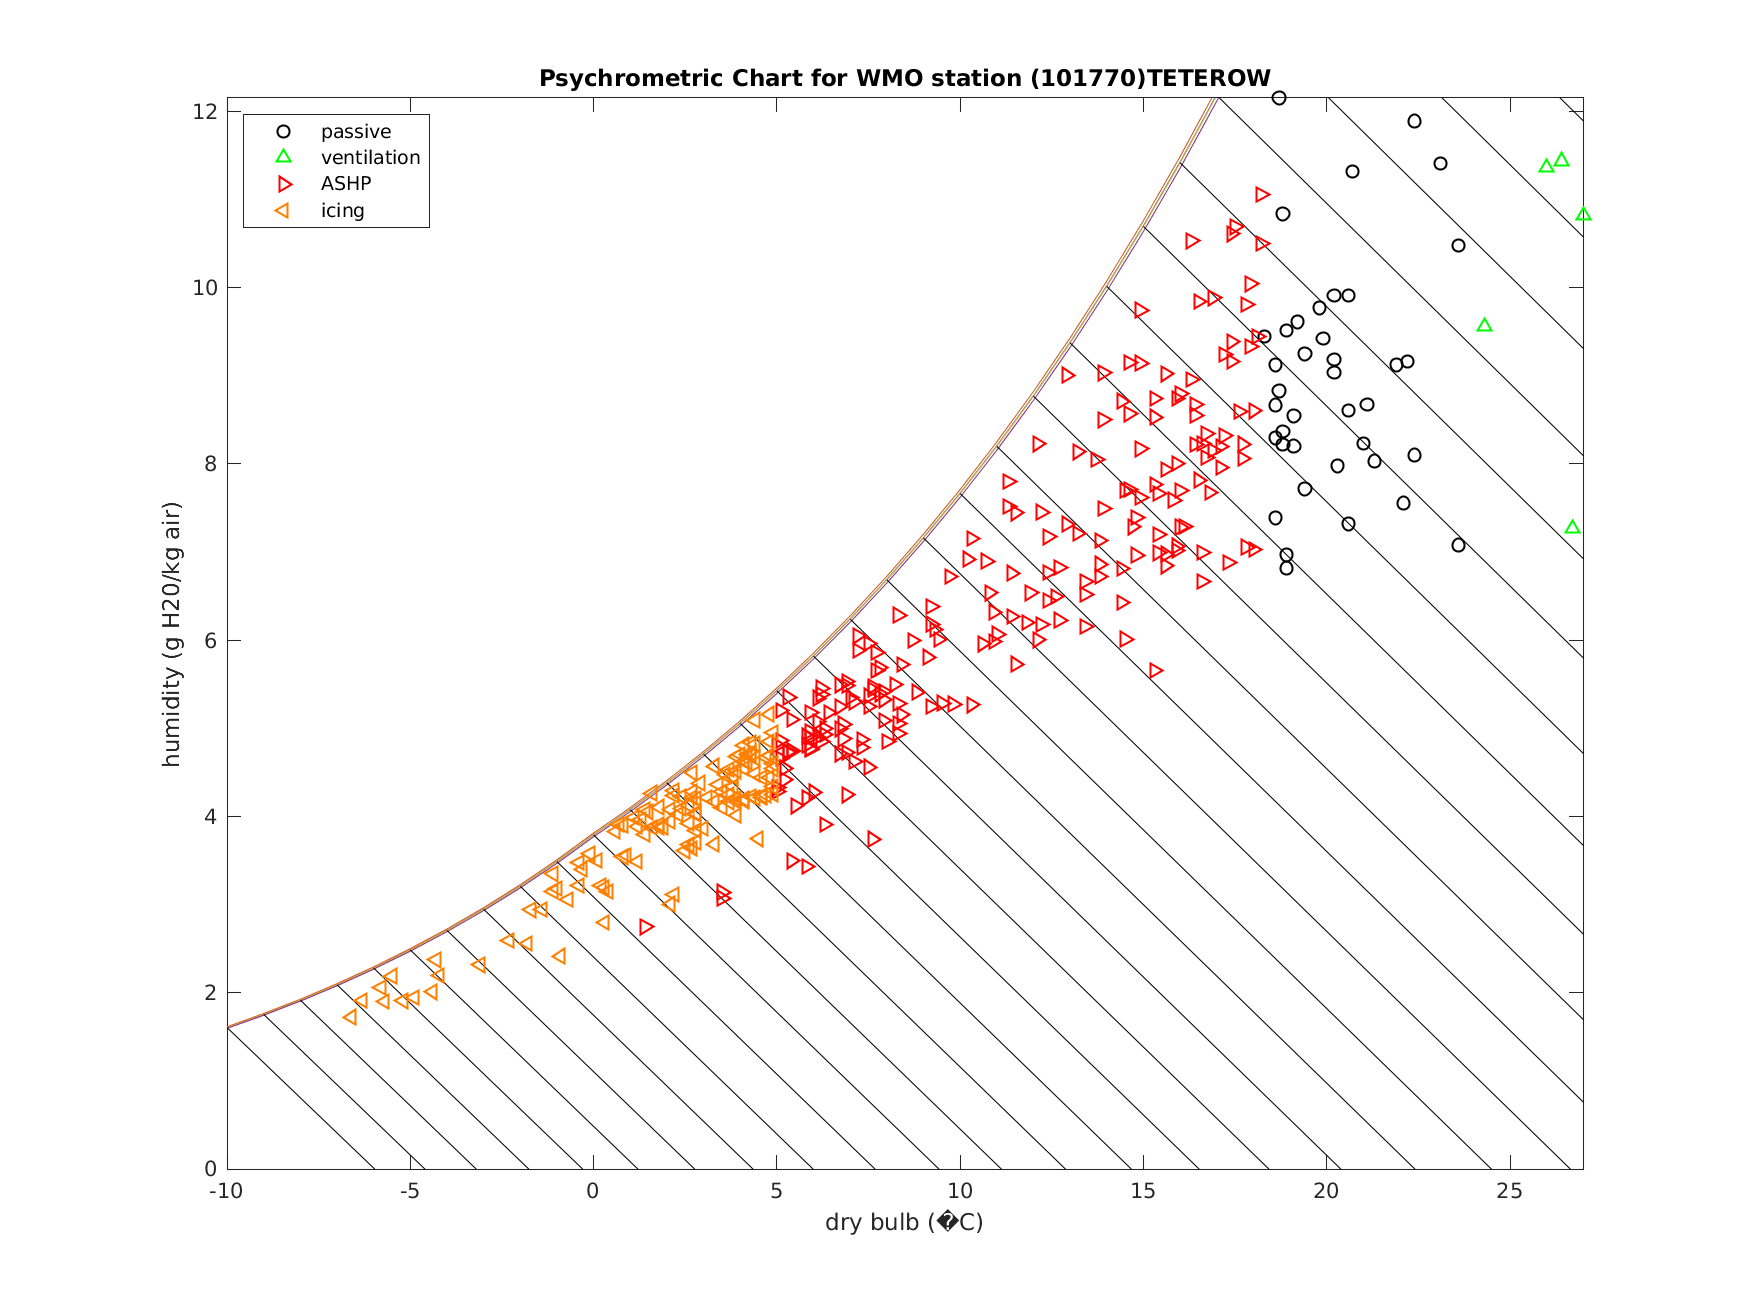 Psychrometric Chart for WMO station (101770)TETEROW
passive
ventilation
ASHP
icing
12
10
8
6
4
2
0
humidity (g H20/kg air)
-10 -5 0 5 10 15 20 25
dry bulb (�C)